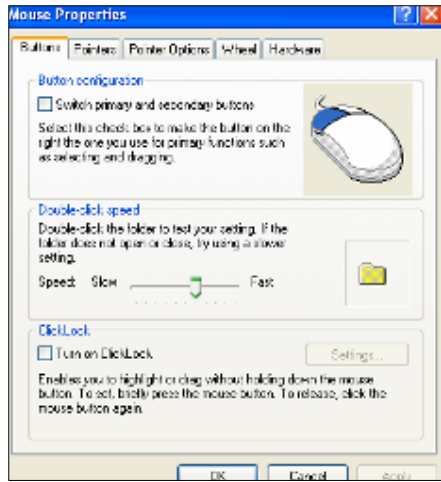 Mouse Properties
Buttons Pointers Pointer Options Wheel Hardware
Button configuration
Switch primary and secondary buttons
Select this check box to make the button on the
right the one you use for primary functions such
as selecting and dragging.
Double-click speed
Double-click the folder to test your setting. If the
folder does not open or close, try using a slower
setting.
Speed: Slow Fast
ClickLock
Turn on ClickLock Settings...
Enables you to highlight or drag without holding down the mouse
button. To set, briefly press the mouse button. To release, click the
mouse button again.
OK Cancel Apply